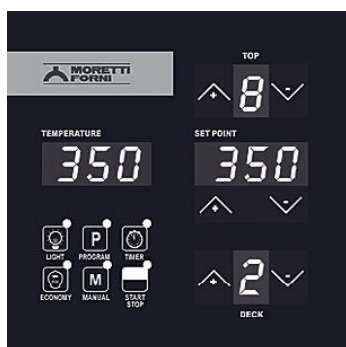 MORETTI
FORNI
TOP
+ 8 -
TEMPERATURE
SET POINT
350
350
+ -
P
LIGHT
PROGRAM
TIMER
M
ECONOMY
MANUAL
START
STOP
+ 2 -
DECK